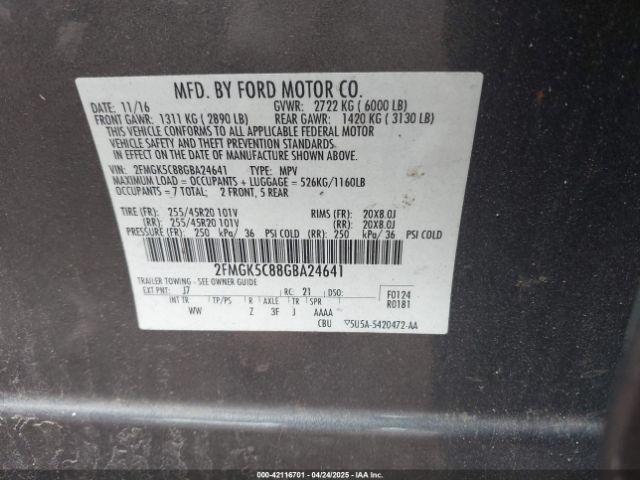 MFD. BY FORD MOTOR CO.
DATE: 11/16 GVWR: 2722 KG ( 6000 LB)
FRONT GAWR: 1311 KG ( 2890 LB) REAR GAWR: 1420 KG ( 3130 LB)
THIS VEHICLE CONFORMS TO ALL APPLICABLE FEDERAL MOTOR
VEHICLE SAFETY AND THEFT PREVENTION STANDARDS IN EFFECT ON
THE DATE OF MANUFACTURE SHOWN ABOVE.
VIN: 2FMGK5C88GBA24641 TYPE: MPV
MAXIMUM LOAD = OCCUPANTS + LUGGAGE = 526KG/1160LB
OCCUPANTS = 7 TOTAL: 2 FRONT, 5 REAR
TIRE (FR): 255/45R20 101V RIMS (FR): 20X8.0J
(RR): 255/45R20 101V (RR): 20X8.0J
PRESSURE (FR): 250 kPa/ 36 PSI COLD (RR): 250 kPa/ 36 PSI COLD
2FMGK5C88GBA24641
TRAILER TOWING - SEE OWNER GUIDE
EXT PNT: J7 RC: 21 DSO: F0124
R0181
INT TR TP/PS R AXLE TR SPR
WW Z 3F J AAAA
CBU ▽5U5A-5420472-AA
000-42116701 - 04/24/2025 - IAAI.com